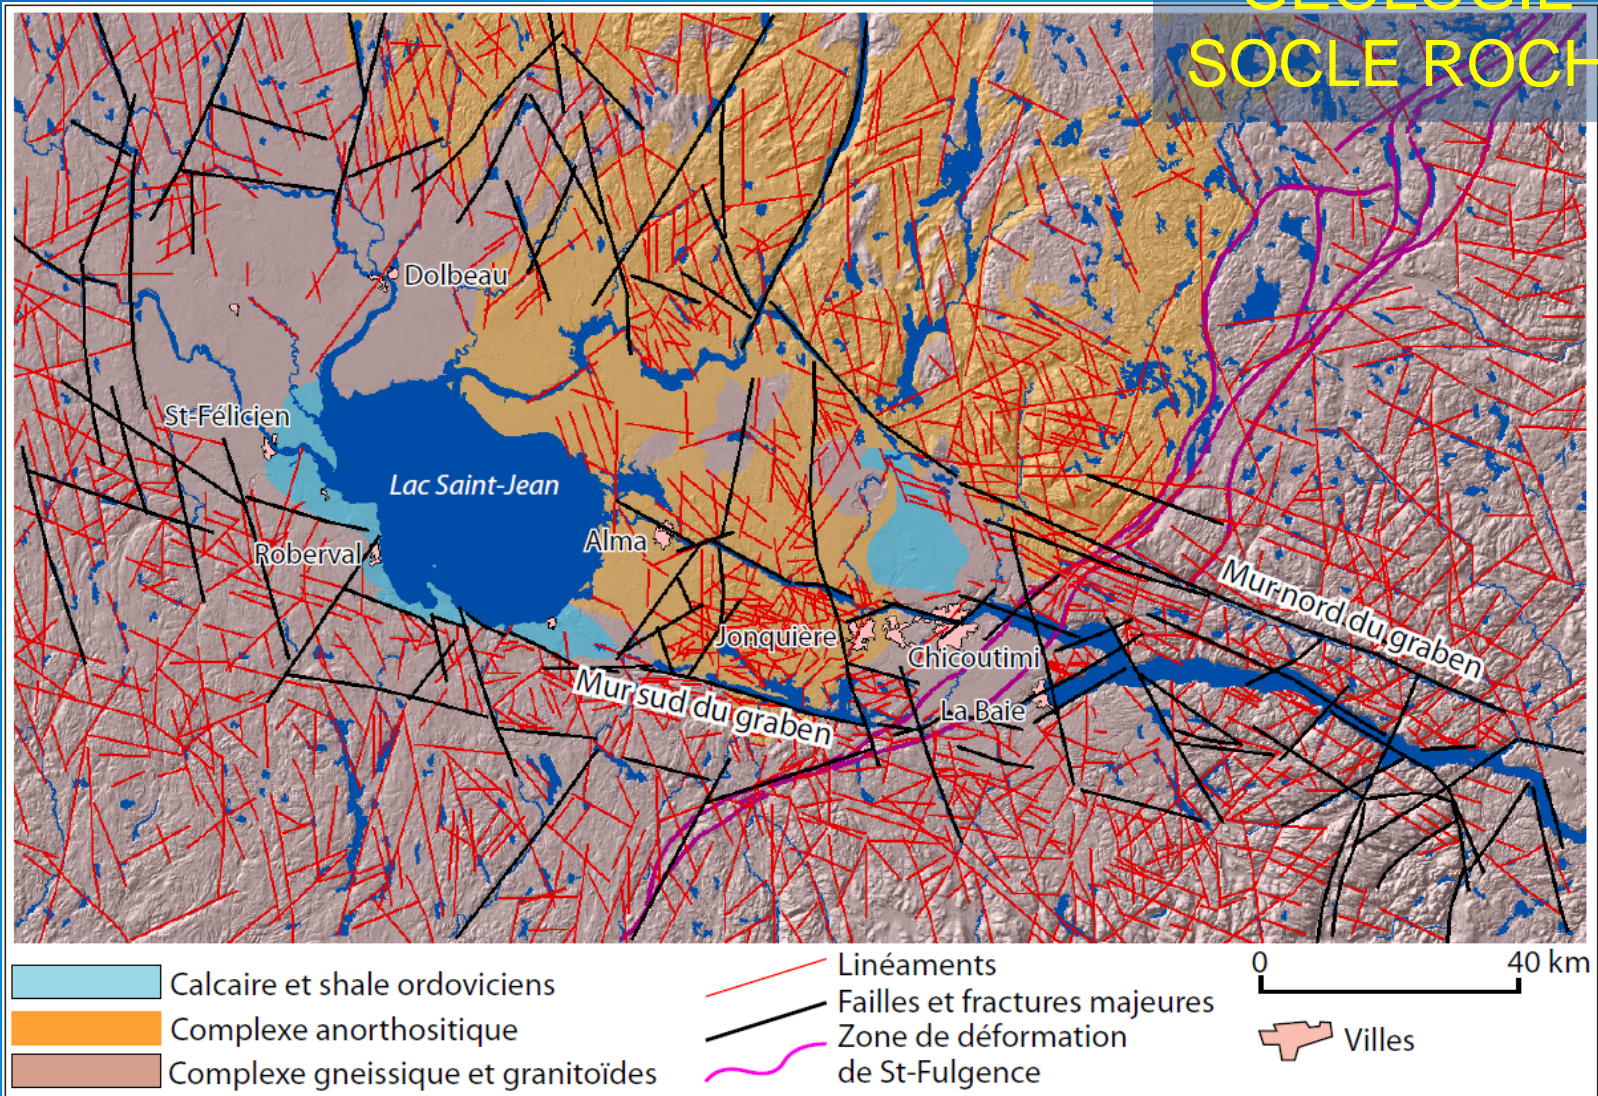 GÉOLOGIE
SOCLE ROCH
Dolbeau
St-Félicien
Lac Saint-Jean
Roberval
Alma
Jonquière
Chicoutimi
La Baie
Mur nord du graben
Mur sud du graben
Calcaire et shale ordoviciens
Complexe anorthositique
Complexe gneissique et granitoïdes
Linéaments
Failles et fractures majeures
Zone de déformation
de St-Fulgence
0 40 km
Villes